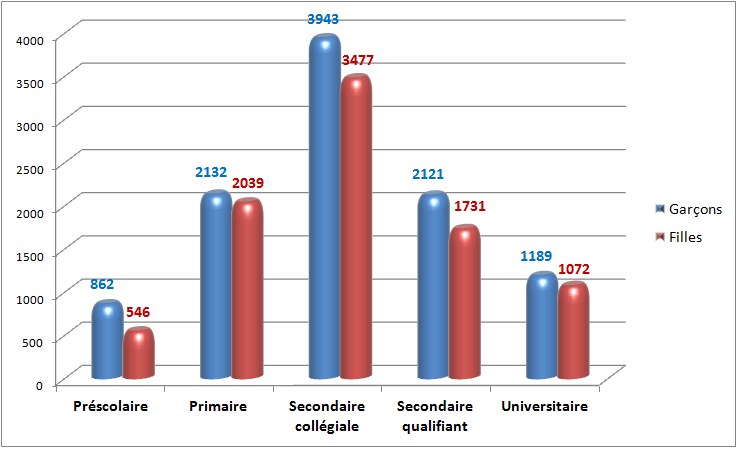 3943
4000
3477
3500
3000
2500
2132
2039
2121
2000
1731
1500
1189
1072
1000
862
546
500
0
Garçons
Filles
Préscolaire
Primaire
Secondaire
collégiale
Secondaire
qualifiant
Universitaire